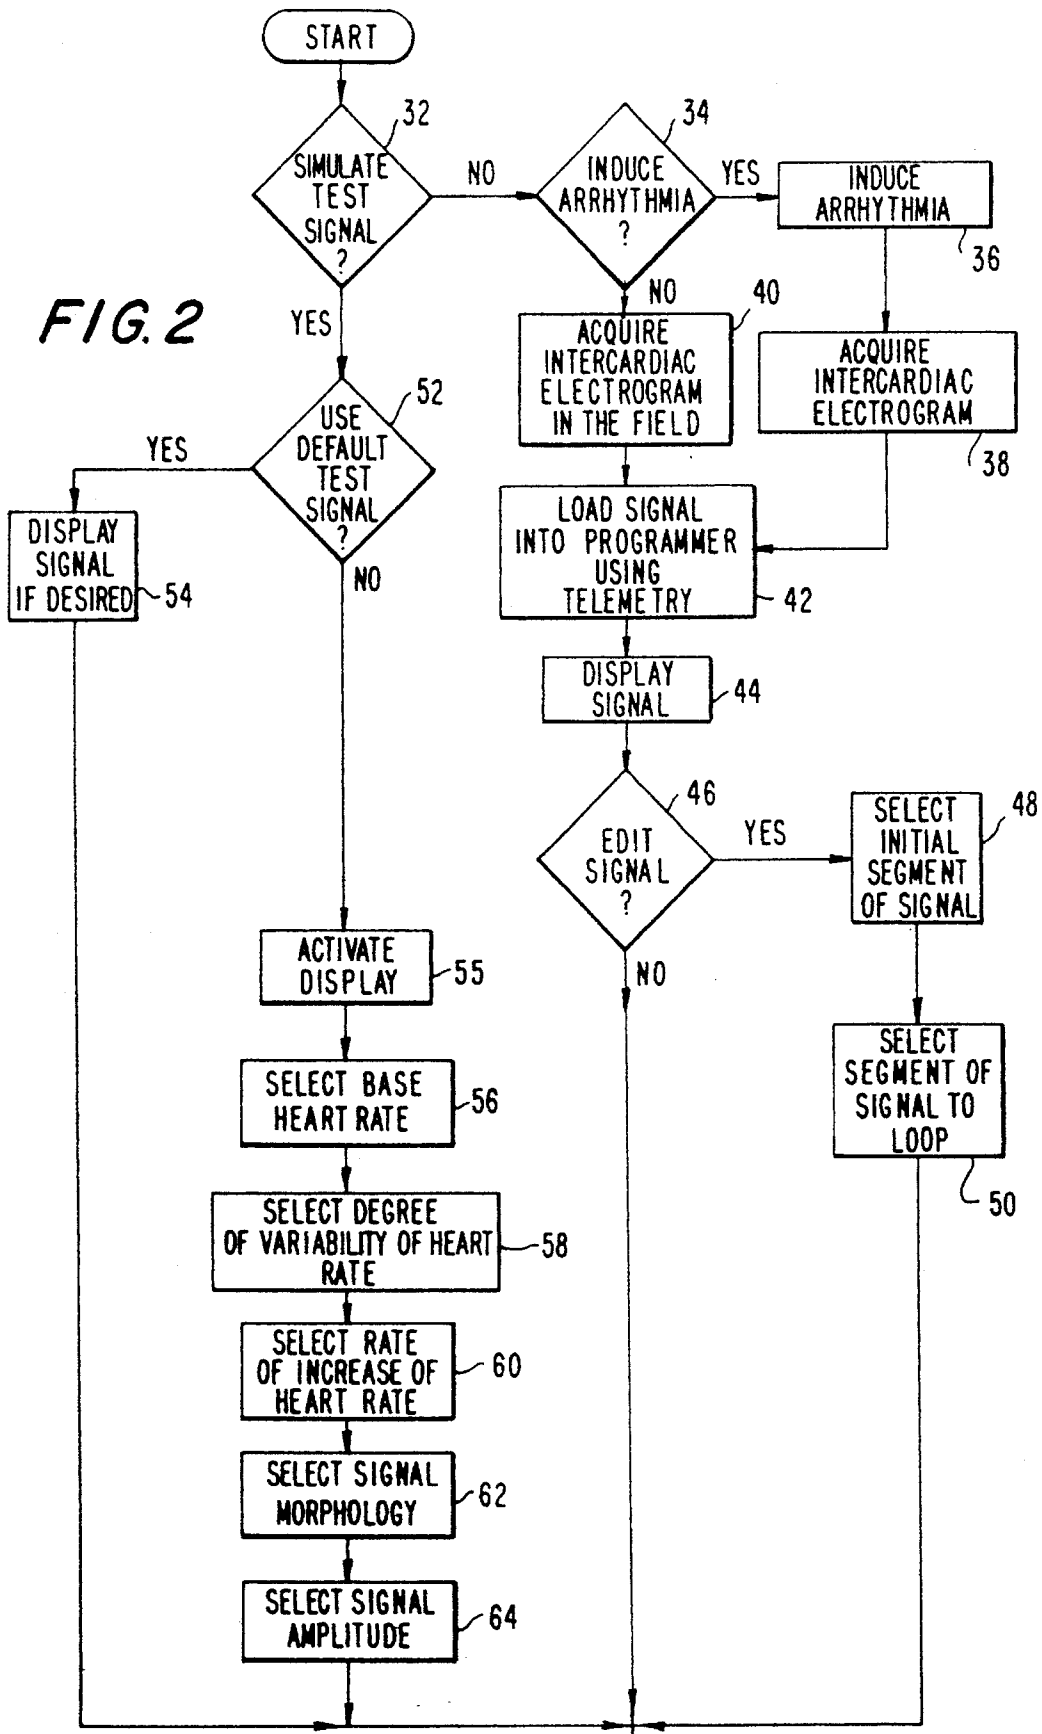 START
32
SIMULATE
TEST
SIGNAL
?
NO
34
INDUCE
ARRHYTHMIA
?
YES
INDUCE
ARRHYTHMIA
36
FIG. 2
YES
NO
40
ACQUIRE
INTERCARDIAC
ELECTROGRAM
IN THE FIELD
ACQUIRE
INTERCARDIAC
ELECTROGRAM
38
52
USE
DEFAULT
TEST
SIGNAL
?
YES
NO
DISPLAY
SIGNAL
IF DESIRED
54
LOAD SIGNAL
INTO PROGRAMMER
USING
TELEMETRY
42
DISPLAY
SIGNAL
44
46
EDIT
SIGNAL
?
YES
NO
SELECT
INITIAL
SEGMENT
OF SIGNAL
48
SELECT
SEGMENT OF
SIGNAL TO
LOOP
50
ACTIVATE
DISPLAY
55
SELECT BASE
HEART RATE
56
SELECT DEGREE
OF VARIABILITY OF HEART
RATE
58
SELECT RATE
OF INCREASE OF
HEART RATE
60
SELECT SIGNAL
MORPHOLOGY
62
SELECT SIGNAL
AMPLITUDE
64